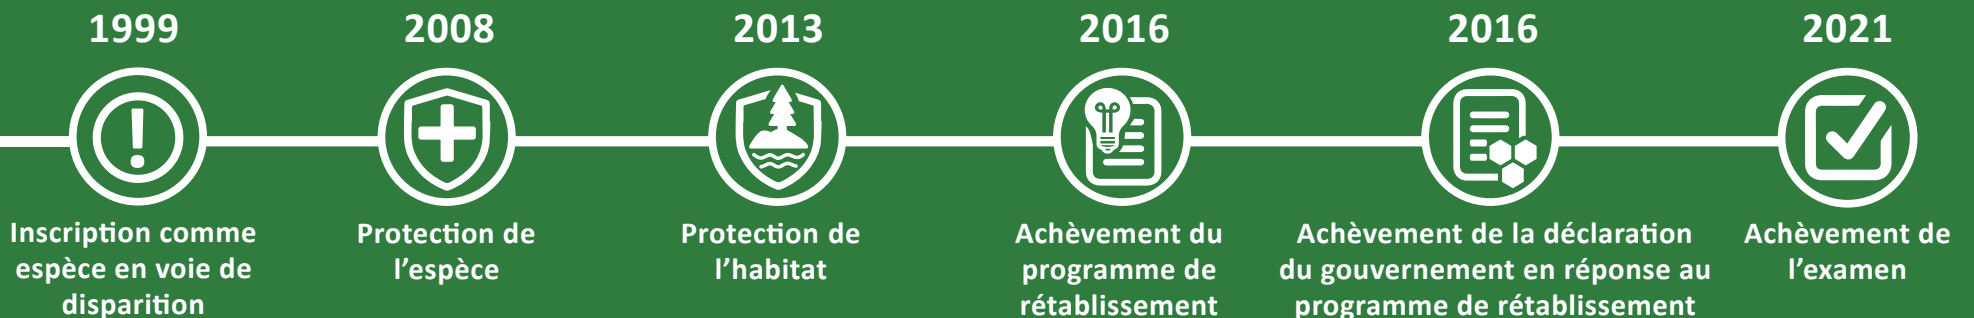 1999
Inscription comme
espèce en voie de
disparition
2008
Protection de
l’espèce
2013
Protection de
l’habitat
2016
Achèvement du
programme de
rétablissement
2016
Achèvement de la déclaration
du gouvernement en réponse au
programme de rétablissement
2021
Achèvement de
l’examen